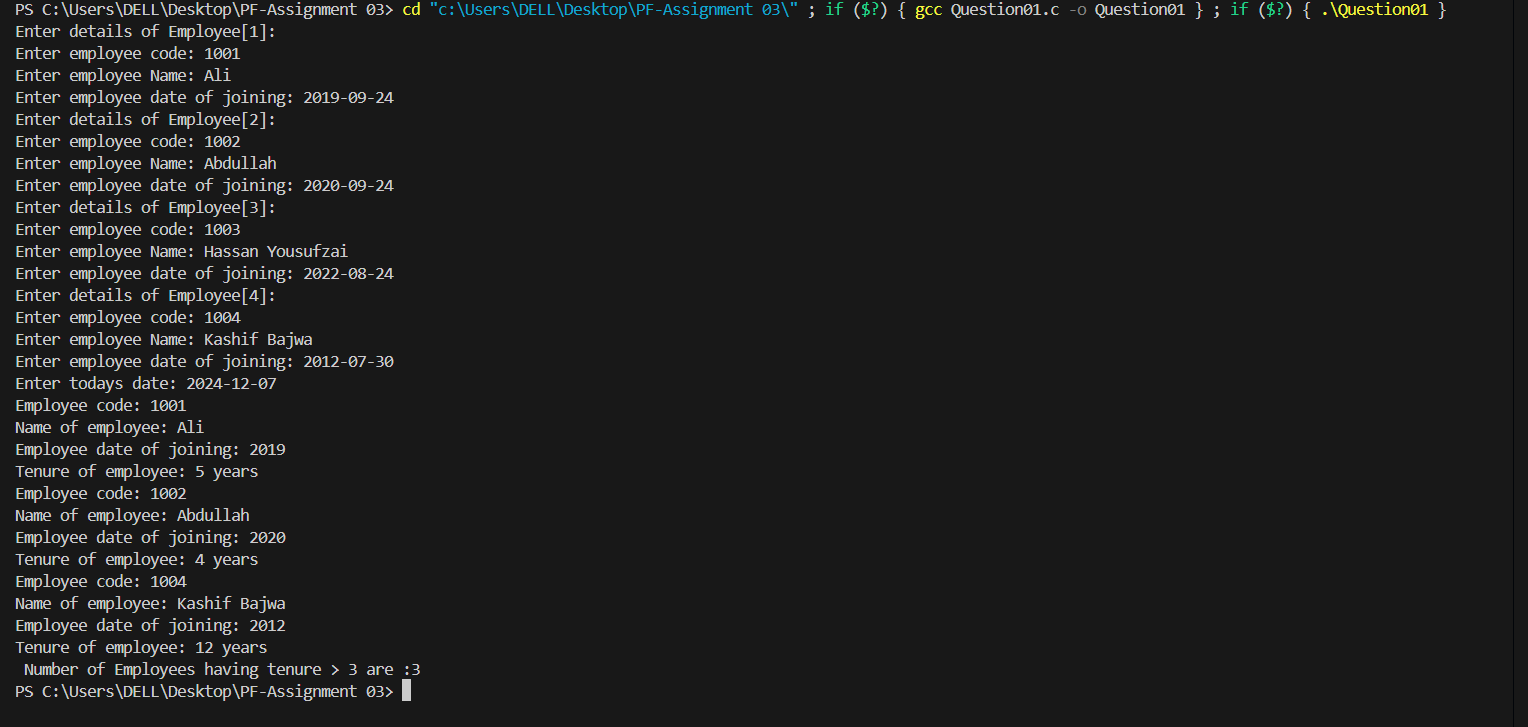 PS C:\Users\DELL\Desktop\PF-Assignment 03> cd "c:\Users\DELL\Desktop\PF-Assignment 03\" ; if ($?) { gcc Question01.c -o Question01 } ; if ($?) { .\Question01 }
Enter details of Employee[1]:
Enter employee code: 1001
Enter employee Name: Ali
Enter employee date of joining: 2019-09-24
Enter details of Employee[2]:
Enter employee code: 1002
Enter employee Name: Abdullah
Enter employee date of joining: 2020-09-24
Enter details of Employee[3]:
Enter employee code: 1003
Enter employee Name: Hassan Yousufzai
Enter employee date of joining: 2022-08-24
Enter details of Employee[4]:
Enter employee code: 1004
Enter employee Name: Kashif Bajwa
Enter employee date of joining: 2012-07-30
Enter todays date: 2024-12-07
Employee code: 1001
Name of employee: Ali
Employee date of joining: 2019
Tenure of employee: 5 years
Employee code: 1002
Name of employee: Abdullah
Employee date of joining: 2020
Tenure of employee: 4 years
Employee code: 1004
Name of employee: Kashif Bajwa
Employee date of joining: 2012
Tenure of employee: 12 years
 Number of Employees having tenure > 3 are :3
PS C:\Users\DELL\Desktop\PF-Assignment 03>